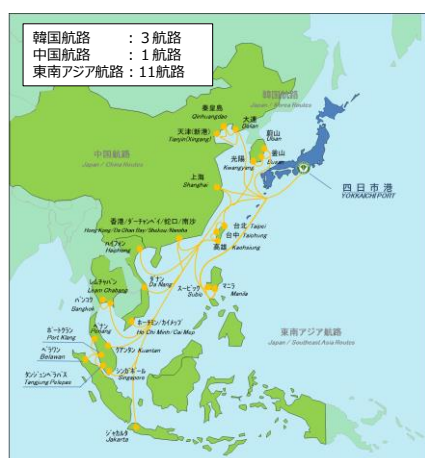 韓国航路　　：３航路
中国航路　　：１航路
東南アジア航路：11航路
韓国航路
Japan / Korea Routes
秦皇島
Qinhuangdao
大連
Dalian
天津(新港)
Tianjin(Xingang)
蔚山
Ulsan
光陽
Kwangyang
釜山
Busan
中国航路
Japan / China Routes
上海
Shanghai
四日市港
YOKKAICHI PORT
香港/ダーチャンベイ/蛇口/南沙
Hong Kong/Da Chan Bay/Shekou/Nansha
台北/Taipei
台中/Taichung
高雄/Kaohsiung
ハイフォン
Haiphong
ダナン
Da Nang
レムチャバン
Leam Chabang
バンコク
Bangkok
スービック
Subic
マニラ
Manila
ホーチミン/カイメップ
Ho Chi Minh/Cai Mep
東南アジア航路
Japan / Southeast Asia Routes
ポートクラン
Port Klang
ペナン
Penang
クアンタン Kuantan
ベラワン
Belawan
シンガポール
Singapore
タンジュンペラパス
Tanjung Pelepas
ジャカルタ
Jakarta